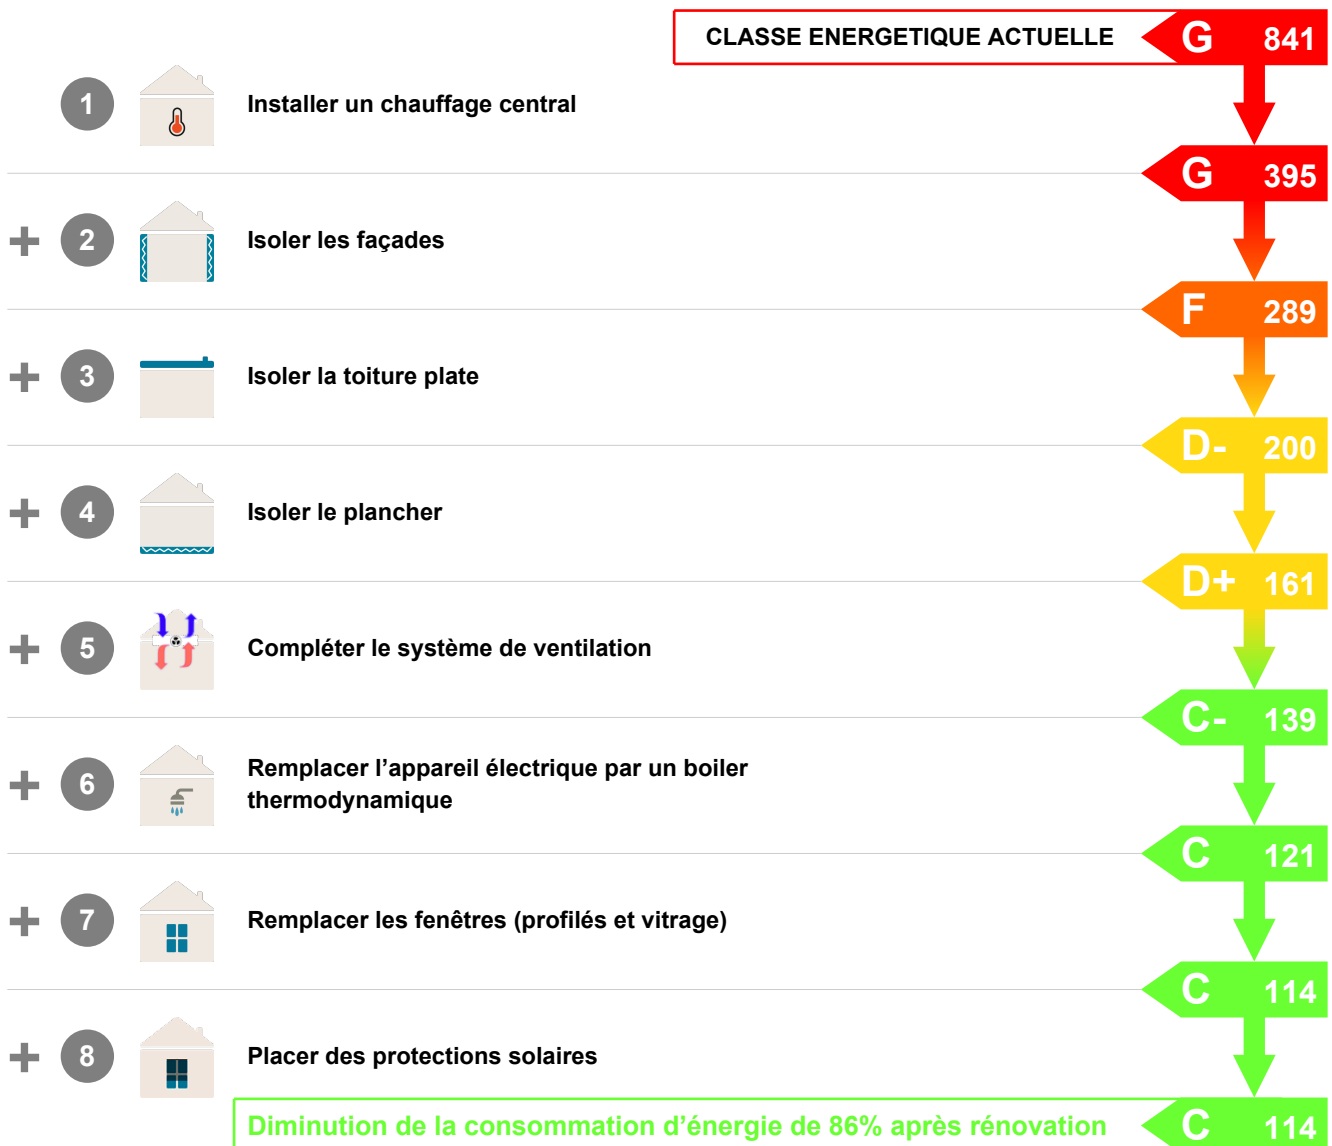 CLASSE ENERGETIQUE ACTUELLE G 841
1 Installer un chauffage central
G 395
+ 2 Isoler les façades
F 289
+ 3 Isoler la toiture plate
D- 200
+ 4 Isoler le plancher
D+ 161
+ 5 Compléter le système de ventilation
C- 139
+ 6 Remplacer l’appareil électrique par un boiler
thermodynamique
C 121
+ 7 Remplacer les fenêtres (profilés et vitrage)
C 114
+ 8 Placer des protections solaires
Diminution de la consommation d’énergie de 86% après rénovation C 114